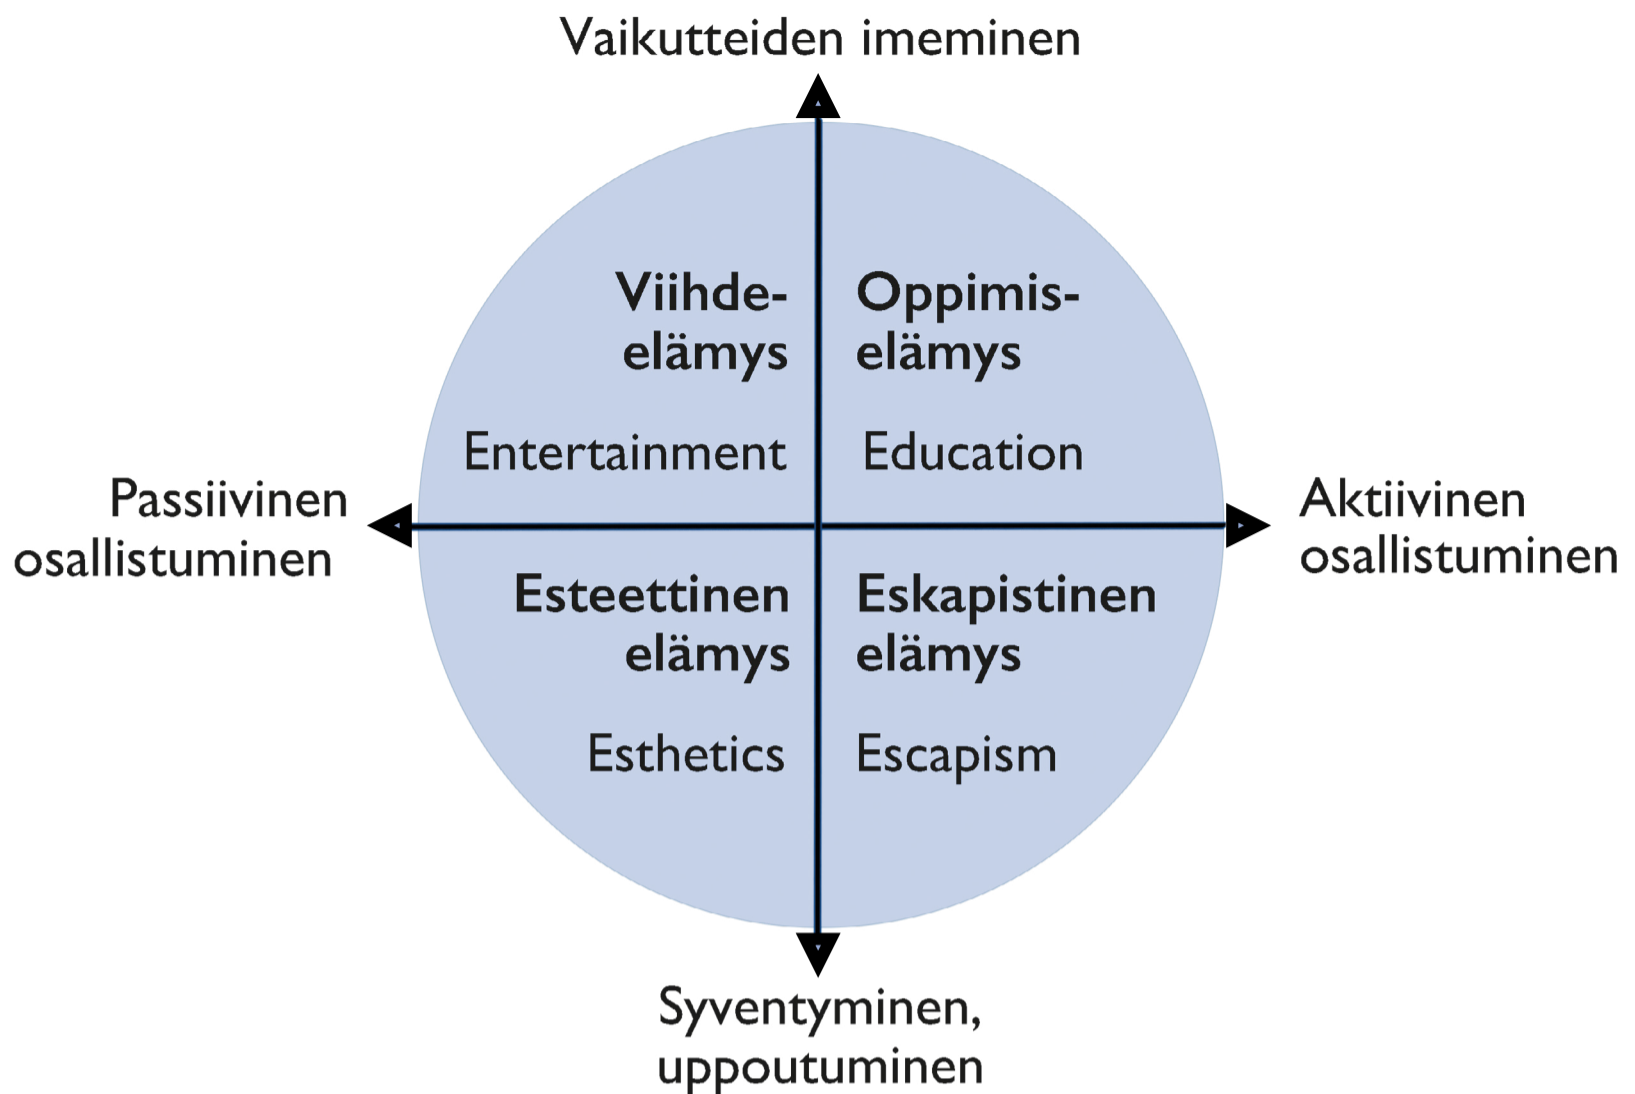 Vaikutteiden imeminen
Viihde-
elämys
Entertainment
Oppimis-
elämys
Education
Passiivinen
osallistuminen
Aktiivinen
osallistuminen
Esteettinen
elämys
Esthetics
Eskapistinen
elämys
Escapism
Syventyminen,
uppoutuminen